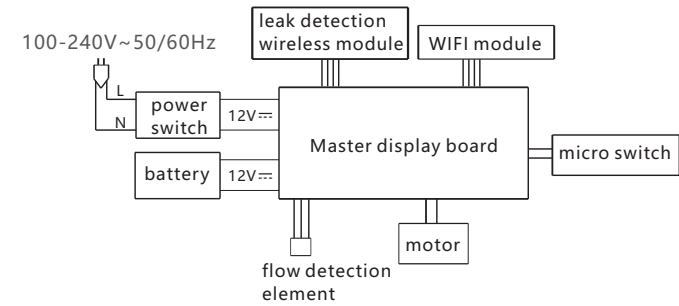 leak detection
wireless module
WIFI module
100-240V~50/60Hz
L
N
power
switch
12V⎓
Master display board
micro switch
battery
12V⎓
motor
flow detection
element